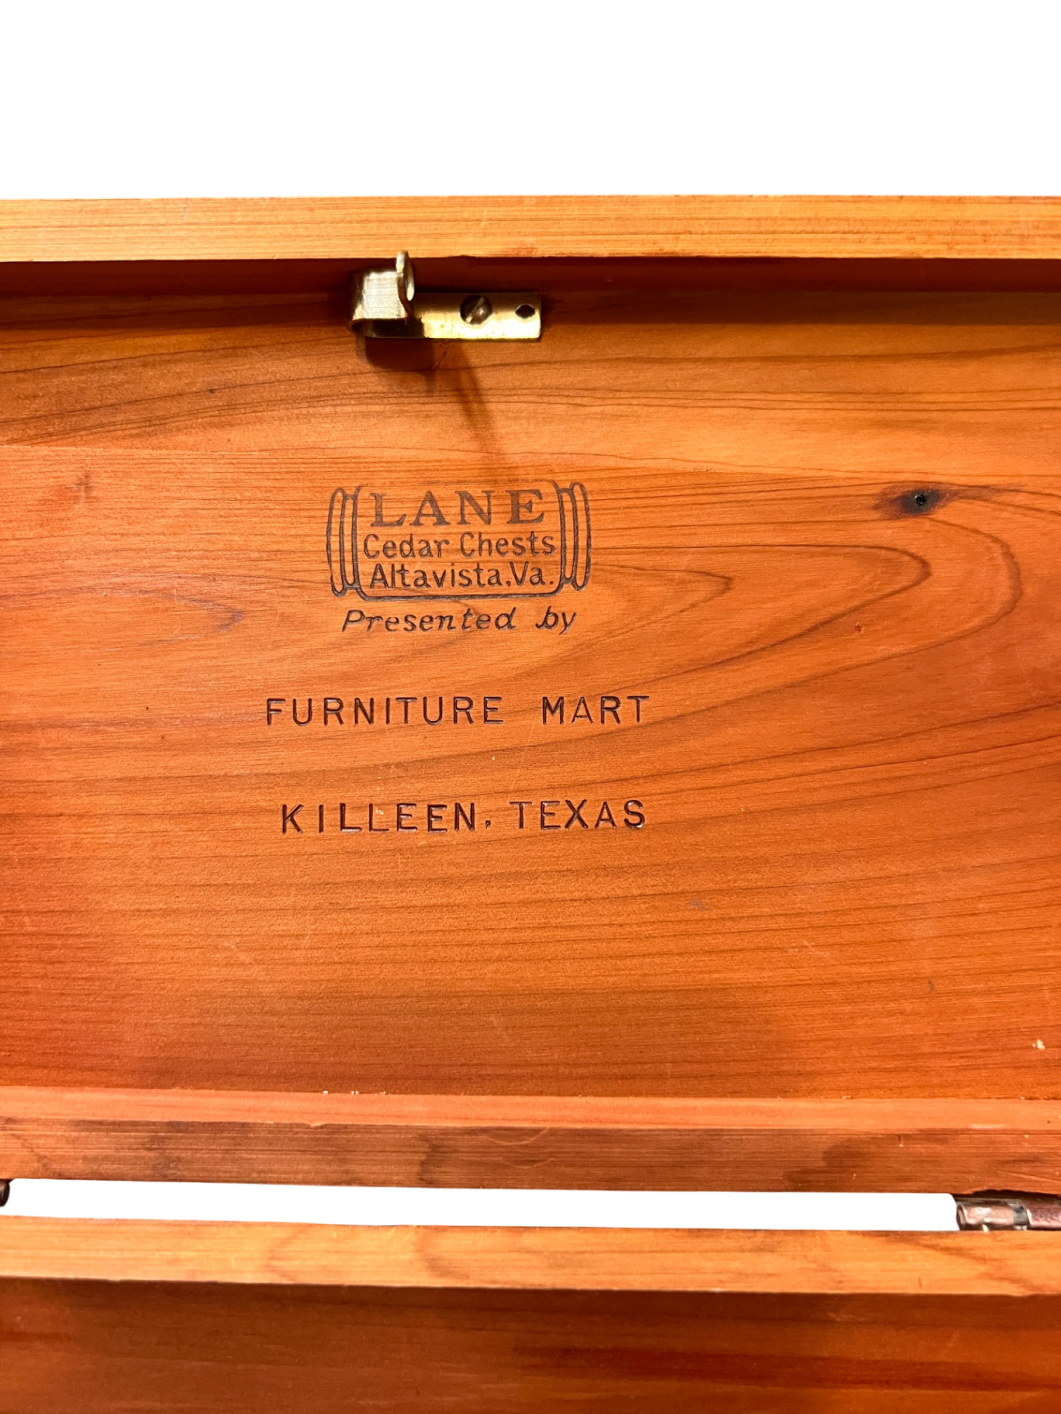 LANE
Cedar Chests
Altavista, Va.
Presented by
FURNITURE MART
KILLEEN, TEXAS